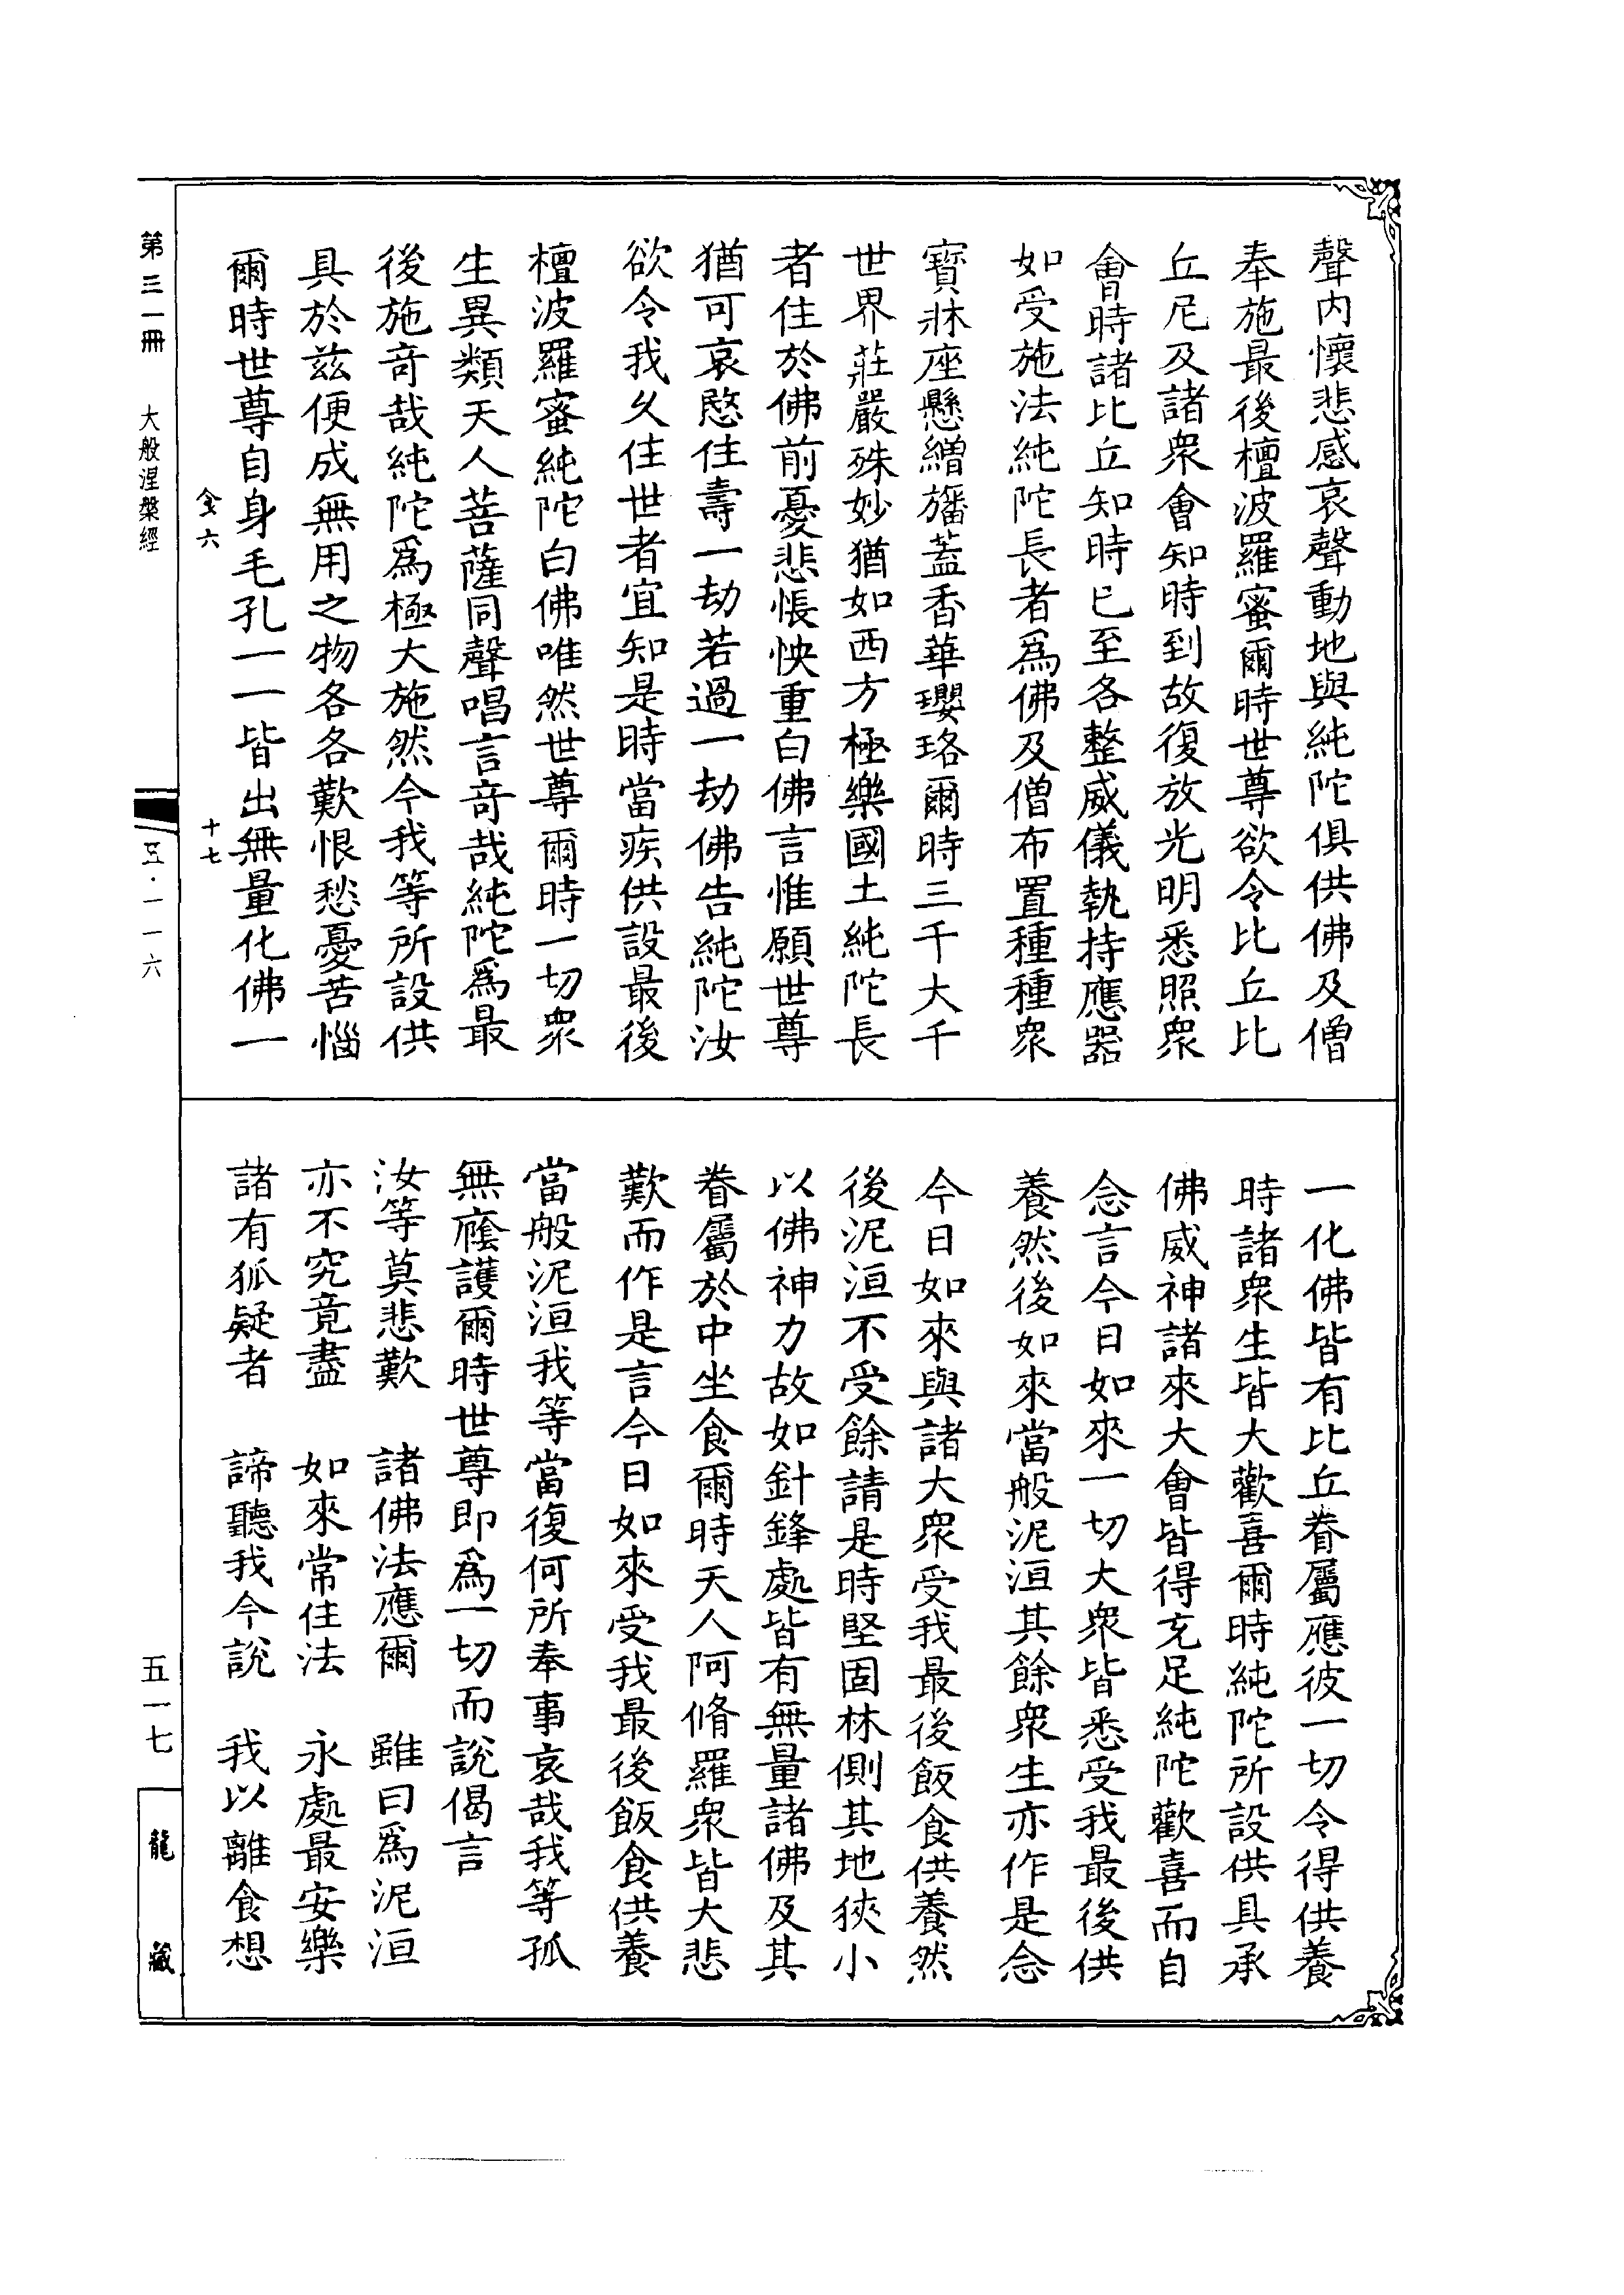 聲內懷悲感哀聲動地與純陀俱供佛及僧
奉施最後檀波羅蜜爾時世尊欲令比丘比
丘尼及諸衆會知時到故復放光明悉照衆
會時諸比丘知時已至各整威儀執持應器
如受施法純陀長者爲佛及僧布置種種衆
寶牀座懸繒旛蓋香華瓔珞爾時三千大千
世界莊嚴殊妙猶如西方極樂國土純陀長
者住於佛前憂悲悵怏重白佛言惟願世尊
猶可哀愍住壽一劫若過一劫佛告純陀汝
欲令我久住世者宜知是時當疾供設最後
檀波羅蜜純陀白佛唯然世尊爾時一切衆
生異類天人菩薩同聲唱言奇哉純陀爲最
後施奇哉純陀爲極大施然今我等所設供
具於茲便成無用之物各各歎恨愁憂苦惱
爾時世尊自身毛孔一一皆出無量化佛一
一化佛皆有比丘眷屬應彼一切令得供養
時諸衆生皆大歡喜爾時純陀所設供具承
佛威神諸來大會皆得充足純陀歡喜而自
念言今日如來一切大衆皆悉受我最後供
養然後如來當般泥洹其餘衆生亦作是念
今日如來與諸大衆受我最後飯食供養然
後泥洹不受餘請是時堅固林側其地狹小
以佛神力故如針鋒處皆有無量諸佛及其
眷屬於中坐食爾時天人阿脩羅衆皆大悲
歎而作是言今日如來受我最後飯食供養
當般泥洹我等當復何所奉事哀哉我等孤
無廕護爾時世尊即爲一切而說偈言
汝等莫悲歎　諸佛法應爾　雖曰爲泥洹
亦不究竟盡　如來常住法　永處最安樂
諸有狐疑者　諦聽我今說　我以離食想
第三一冊　大般涅槃經
六
十七
五·一一六
五一七
龍藏